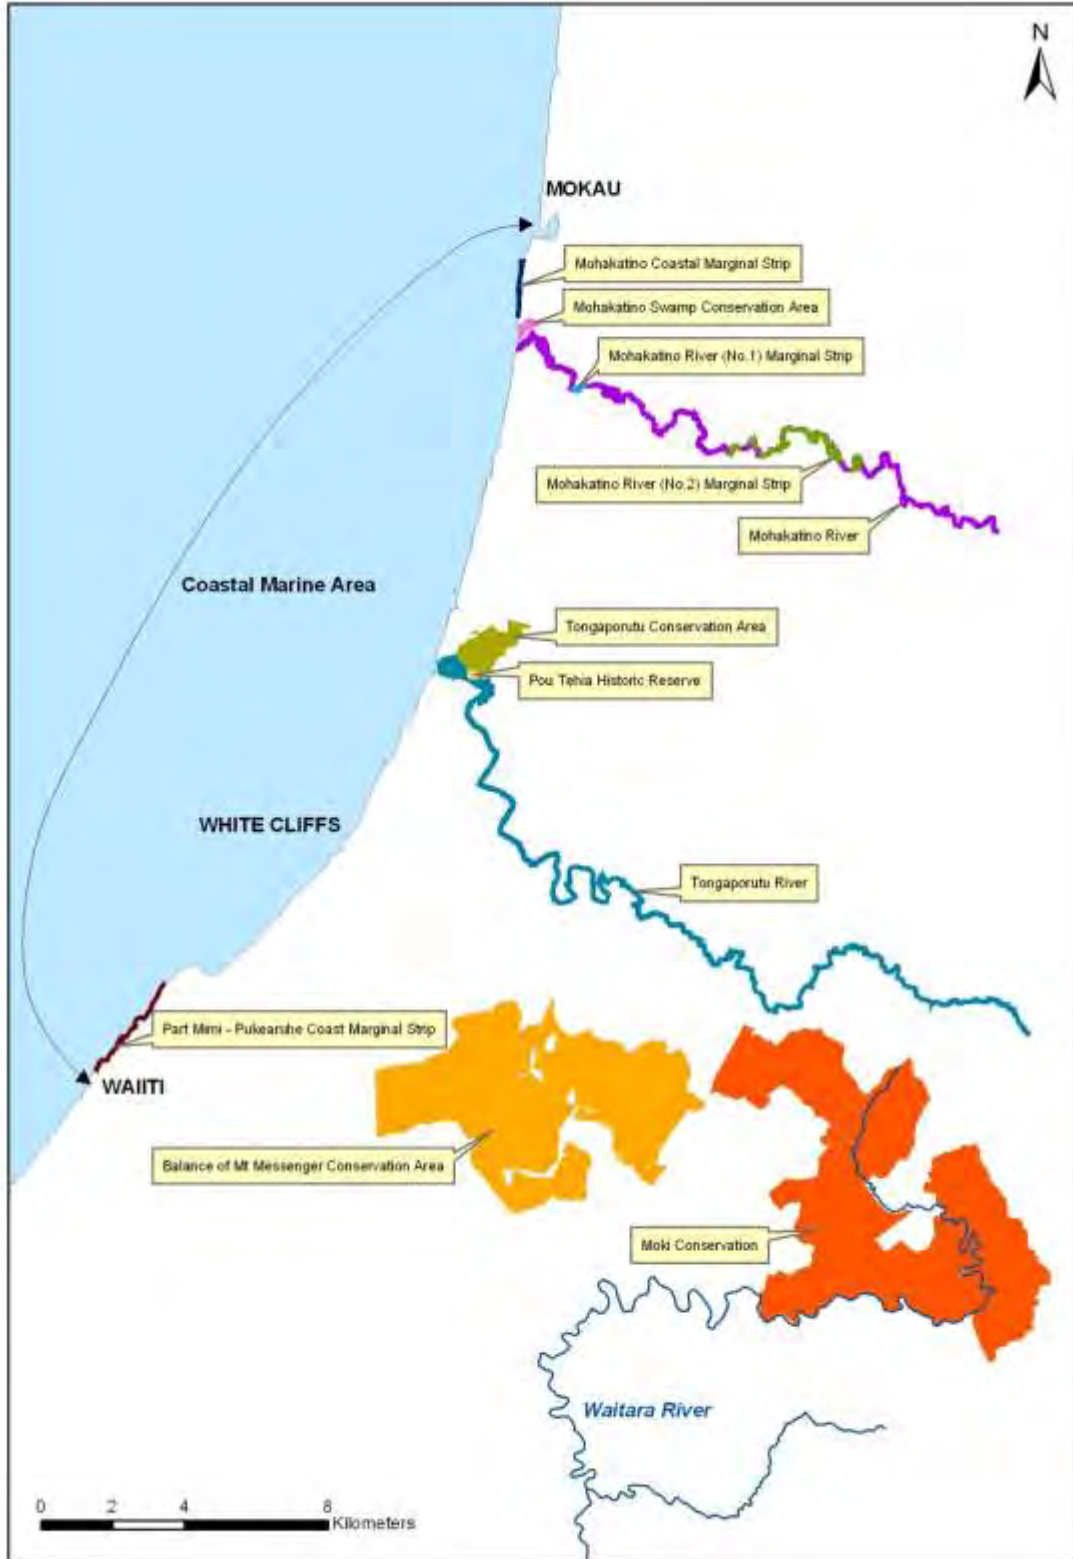 N
MOKAU
Mohakatino Coastal Marginal Strip
Mohakatino Swamp Conservation Area
Mohakatino River (No.1) Marginal Strip
Mohakatino River (No.2) Marginal Strip
Mohakatino River
Coastal Marine Area
Tongaporutu Conservation Area
Pou Tehia Historic Reserve
WHITE CLIFFS
Tongaporutu River
Part Mimi - Pukearuhe Coast Marginal Strip
WAIITI
Balance of Mt Messenger Conservation Area
Moki Conservation
Waitara River
0 2 4 8
Kilometers